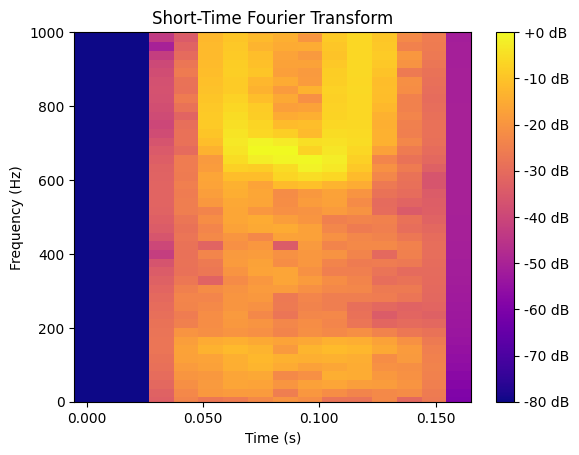 Short-Time Fourier Transform
1000
800
600
400
200
0
Frequency (Hz)
0.000
0.050
0.100
0.150
Time (s)
+0 dB
-10 dB
-20 dB
-30 dB
-40 dB
-50 dB
-60 dB
-70 dB
-80 dB